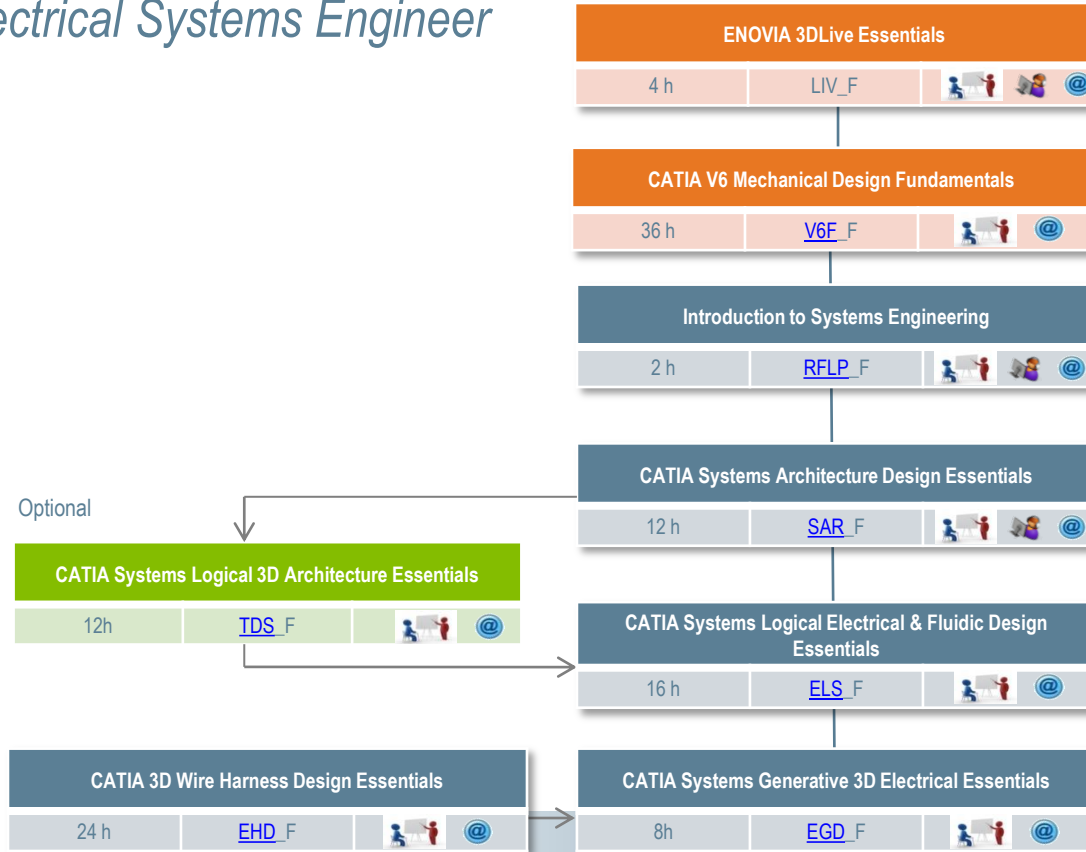 ectrical Systems Engineer
ENOVIA 3DLive Essentials
4 h LIV_F @
CATIA V6 Mechanical Design Fundamentals
36 h V6F_F @
Introduction to Systems Engineering
2 h RFLP_F @
CATIA Systems Architecture Design Essentials
12 h SAR_F @
Optional
CATIA Systems Logical 3D Architecture Essentials
12h TDS_F @
CATIA Systems Logical Electrical & Fluidic Design
Essentials
16 h ELS_F @
CATIA 3D Wire Harness Design Essentials
24 h EHD_F @
CATIA Systems Generative 3D Electrical Essentials
8h EGD_F @